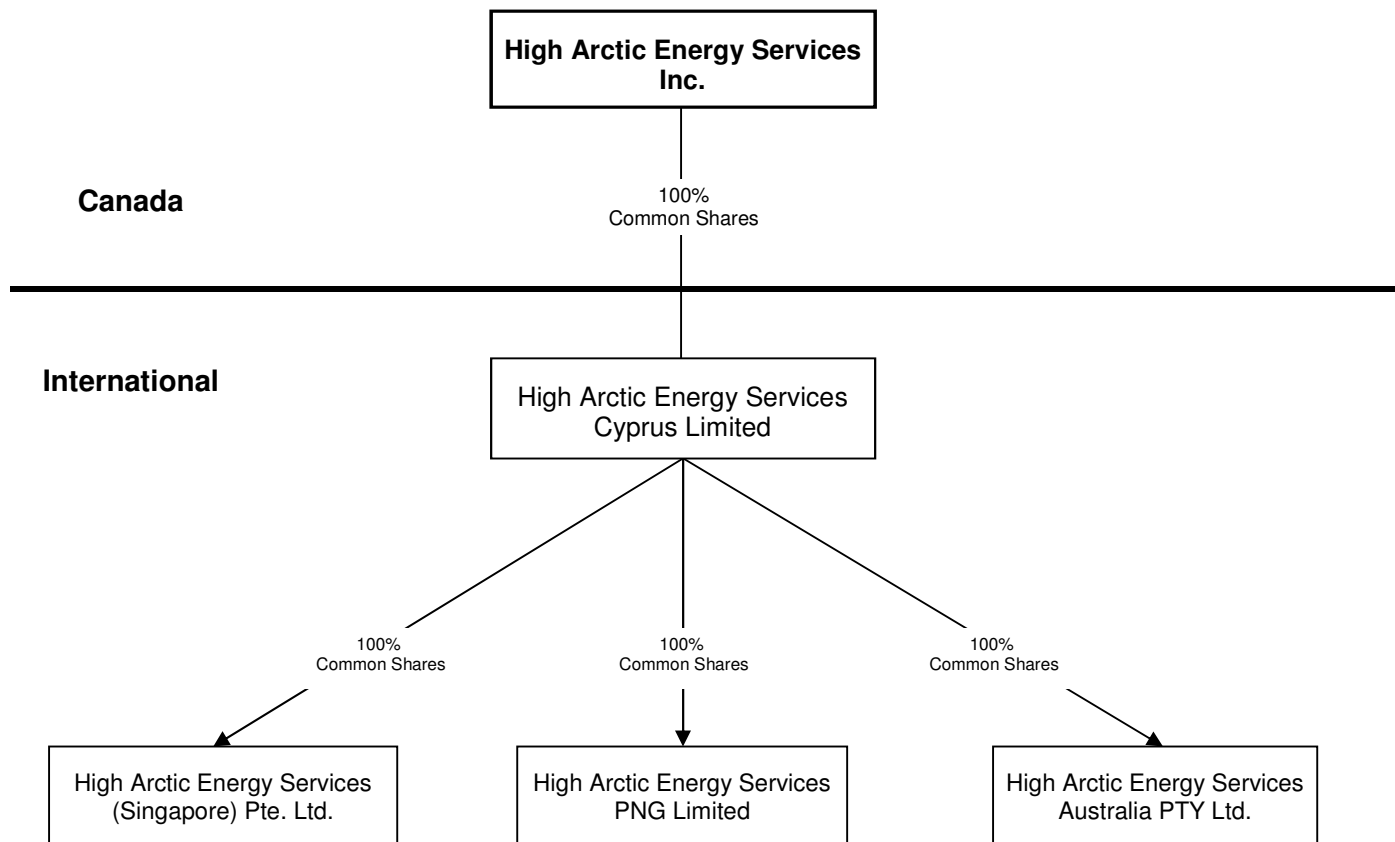 High Arctic Energy Services
Inc.
Canada
100%
Common Shares
International
High Arctic Energy Services
Cyprus Limited
100%
Common Shares
100%
Common Shares
100%
Common Shares
High Arctic Energy Services
(Singapore) Pte. Ltd.
High Arctic Energy Services
PNG Limited
High Arctic Energy Services
Australia PTY Ltd.